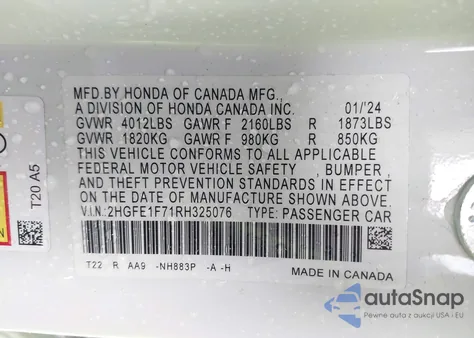 MFD.BY HONDA OF CANADA MFG.,
A DIVISION OF HONDA CANADA INC. 01/'24
GVWR 4012LBS GAWR F 2160LBS R 1873LBS
GVWR 1820KG GAWR F 980KG R 850KG
THIS VEHICLE CONFORMS TO ALL APPLICABLE
FEDERAL MOTOR VEHICLE SAFETY , BUMPER ,
AND THEFT PREVENTION STANDARDS IN EFFECT
ON THE DATE OF MANUFACTURE SHOWN ABOVE.
V.I.N:2HGFE1F71RH325076 TYPE: PASSENGER CAR
T22 R AA9 -NH883P -A -H
MADE IN CANADA
T20 A5
autoSnap
Pewne auta z USA i EU